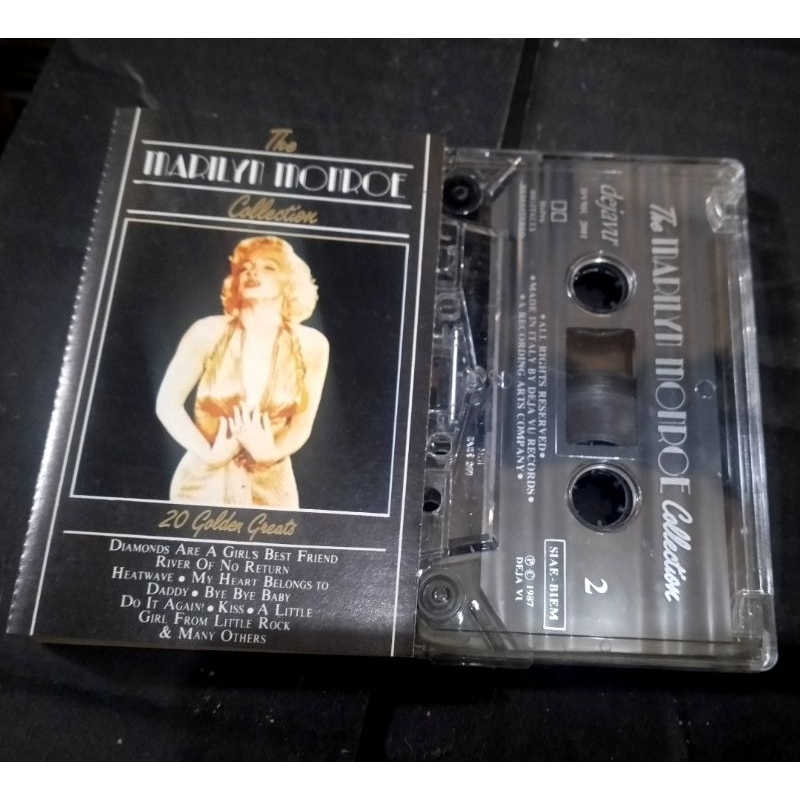 The
MARILYN MONROE
Collection
20 Golden Greats
DIAMONDS ARE A GIRL'S BEST FRIEND
RIVER OF NO RETURN
HEATWAVE • MY HEART BELONGS TO
DADDY • BYE BYE BABY
DO IT AGAIN! • KISS • A LITTLE
GIRL FROM LITTLE ROCK
& MANY OTHERS
The MARILYN MONROE Collection
dejavu
•ALL RIGHTS RESERVED•
•MADE IN ITALY BY DEJA VU RECORDS•
•A RECORDING ARTS COMPANY•
2
SIAE - BIEM
℗ © 1987
DEJA VU